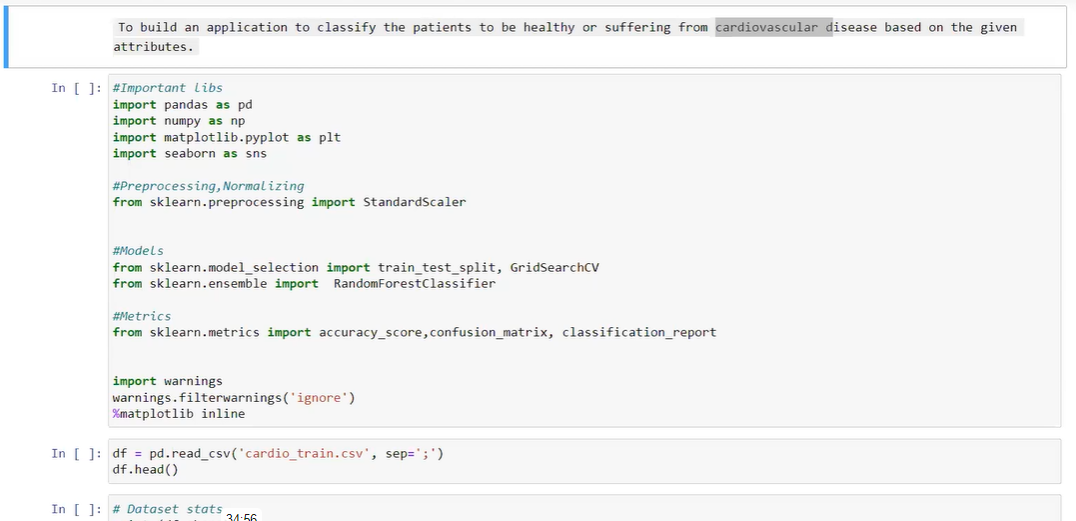 To build an application to classify the patients to be healthy or suffering from cardiovascular disease based on the given
attributes.
In [ ]: #Important libs
import pandas as pd
import numpy as np
import matplotlib.pyplot as plt
import seaborn as sns
#Preprocessing,Normalizing
from sklearn.preprocessing import StandardScaler
#Models
from sklearn.model_selection import train_test_split, GridSearchCV
from sklearn.ensemble import  RandomForestClassifier
#Metrics
from sklearn.metrics import accuracy_score,confusion_matrix, classification_report
import warnings
warnings.filterwarnings('ignore')
%matplotlib inline
In [ ]: df = pd.read_csv('cardio_train.csv', sep=';')
df.head()
In [ ]: # Dataset stats
34:56